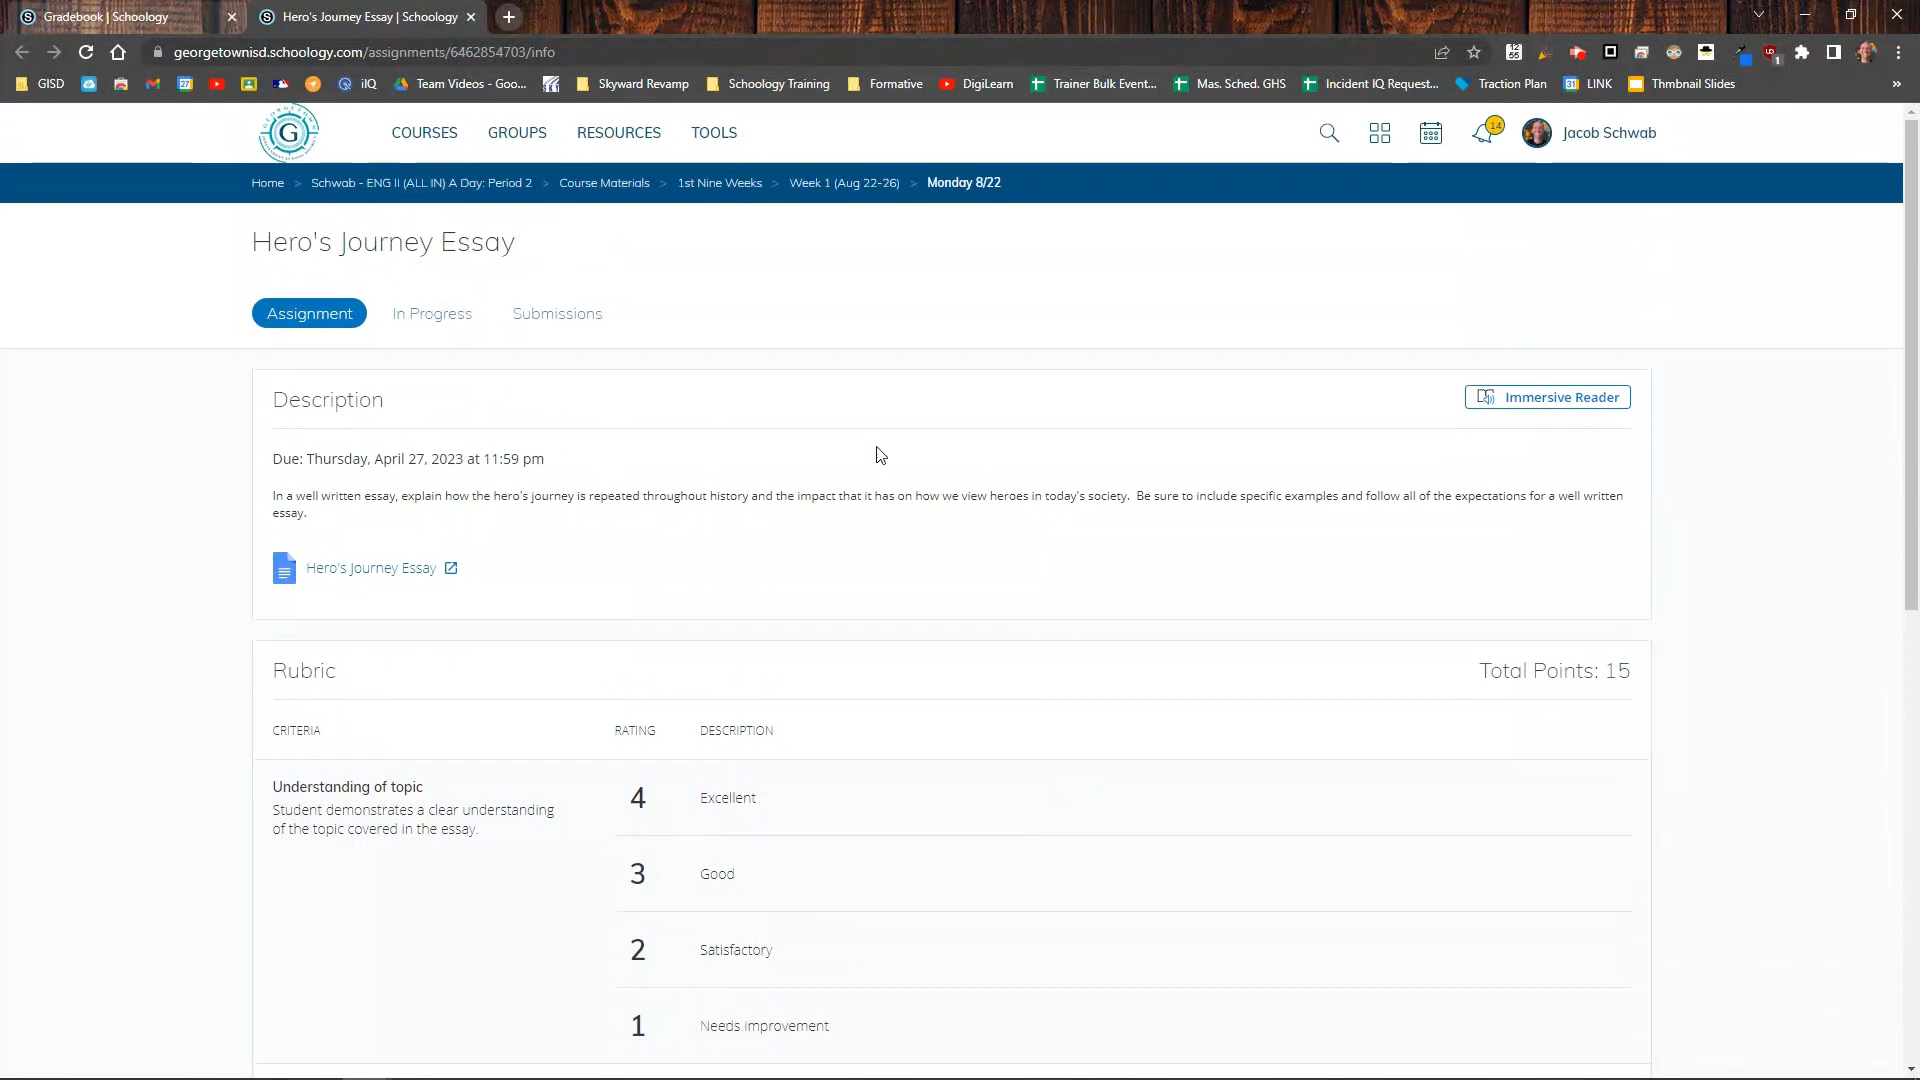 Gradebook | Schoology
Hero's Journey Essay | Schoology
georgetownisd.schoology.com/assignments/6462854703/info
GISD
27
iIQ
Team Videos - Goo...
Skyward Revamp
Schoology Training
Formative
DigiLearn
Trainer Bulk Event...
Mas. Sched. GHS
Incident IQ Request...
Traction Plan
31
LINK
Thmbnail Slides
»
G
COURSES
GROUPS
RESOURCES
TOOLS
14
Jacob Schwab
Home > Schwab - ENG II (ALL IN) A Day: Period 2 > Course Materials > 1st Nine Weeks > Week 1 (Aug 22-26) > Monday 8/22
Hero's Journey Essay
Assignment
In Progress
Submissions
Description
Immersive Reader
Due: Thursday, April 27, 2023 at 11:59 pm
In a well written essay, explain how the hero's journey is repeated throughout history and the impact that it has on how we view heroes in today's society. Be sure to include specific examples and follow all of the expectations for a well written
essay.
Hero's Journey Essay
Rubric
Total Points: 15
CRITERIA
RATING
DESCRIPTION
Understanding of topic
Student demonstrates a clear understanding
of the topic covered in the essay.
4 Excellent
3 Good
2 Satisfactory
1 Needs Improvement